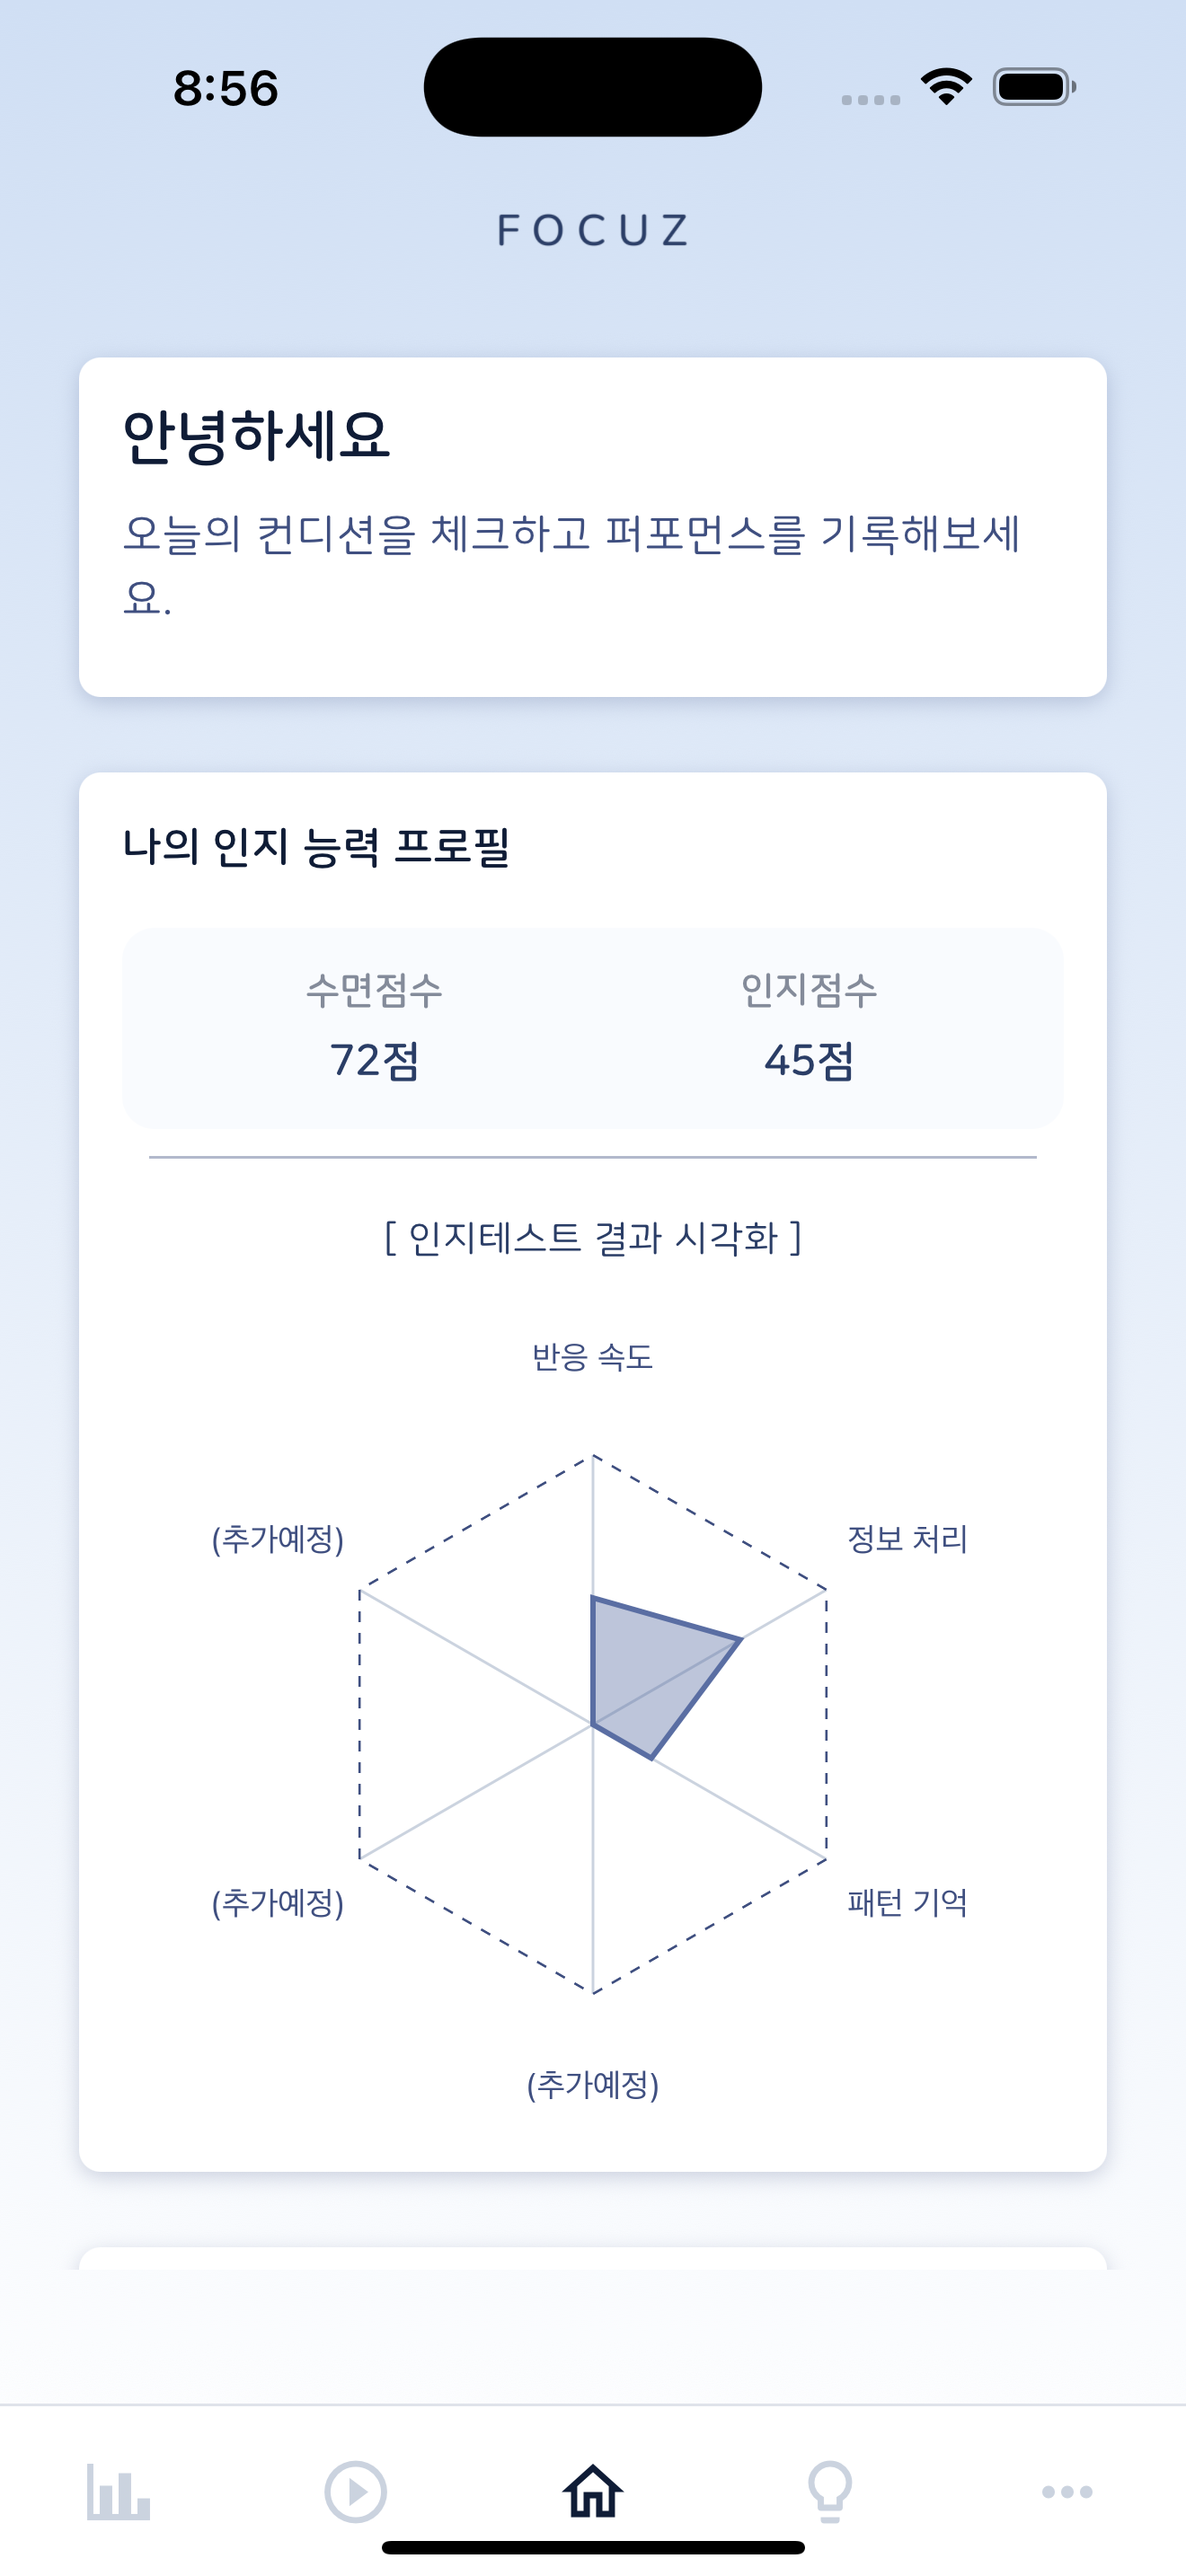 8:56
FOCUZ
안녕하세요
오늘의 컨디션을 체크하고 퍼포먼스를 기록해보세
요.
나의 인지 능력 프로필
수면점수 인지점수
72점 45점
[ 인지테스트 결과 시각화 ]
반응 속도
(추가예정) 정보 처리
(추가예정) 패턴 기억
(추가예정)